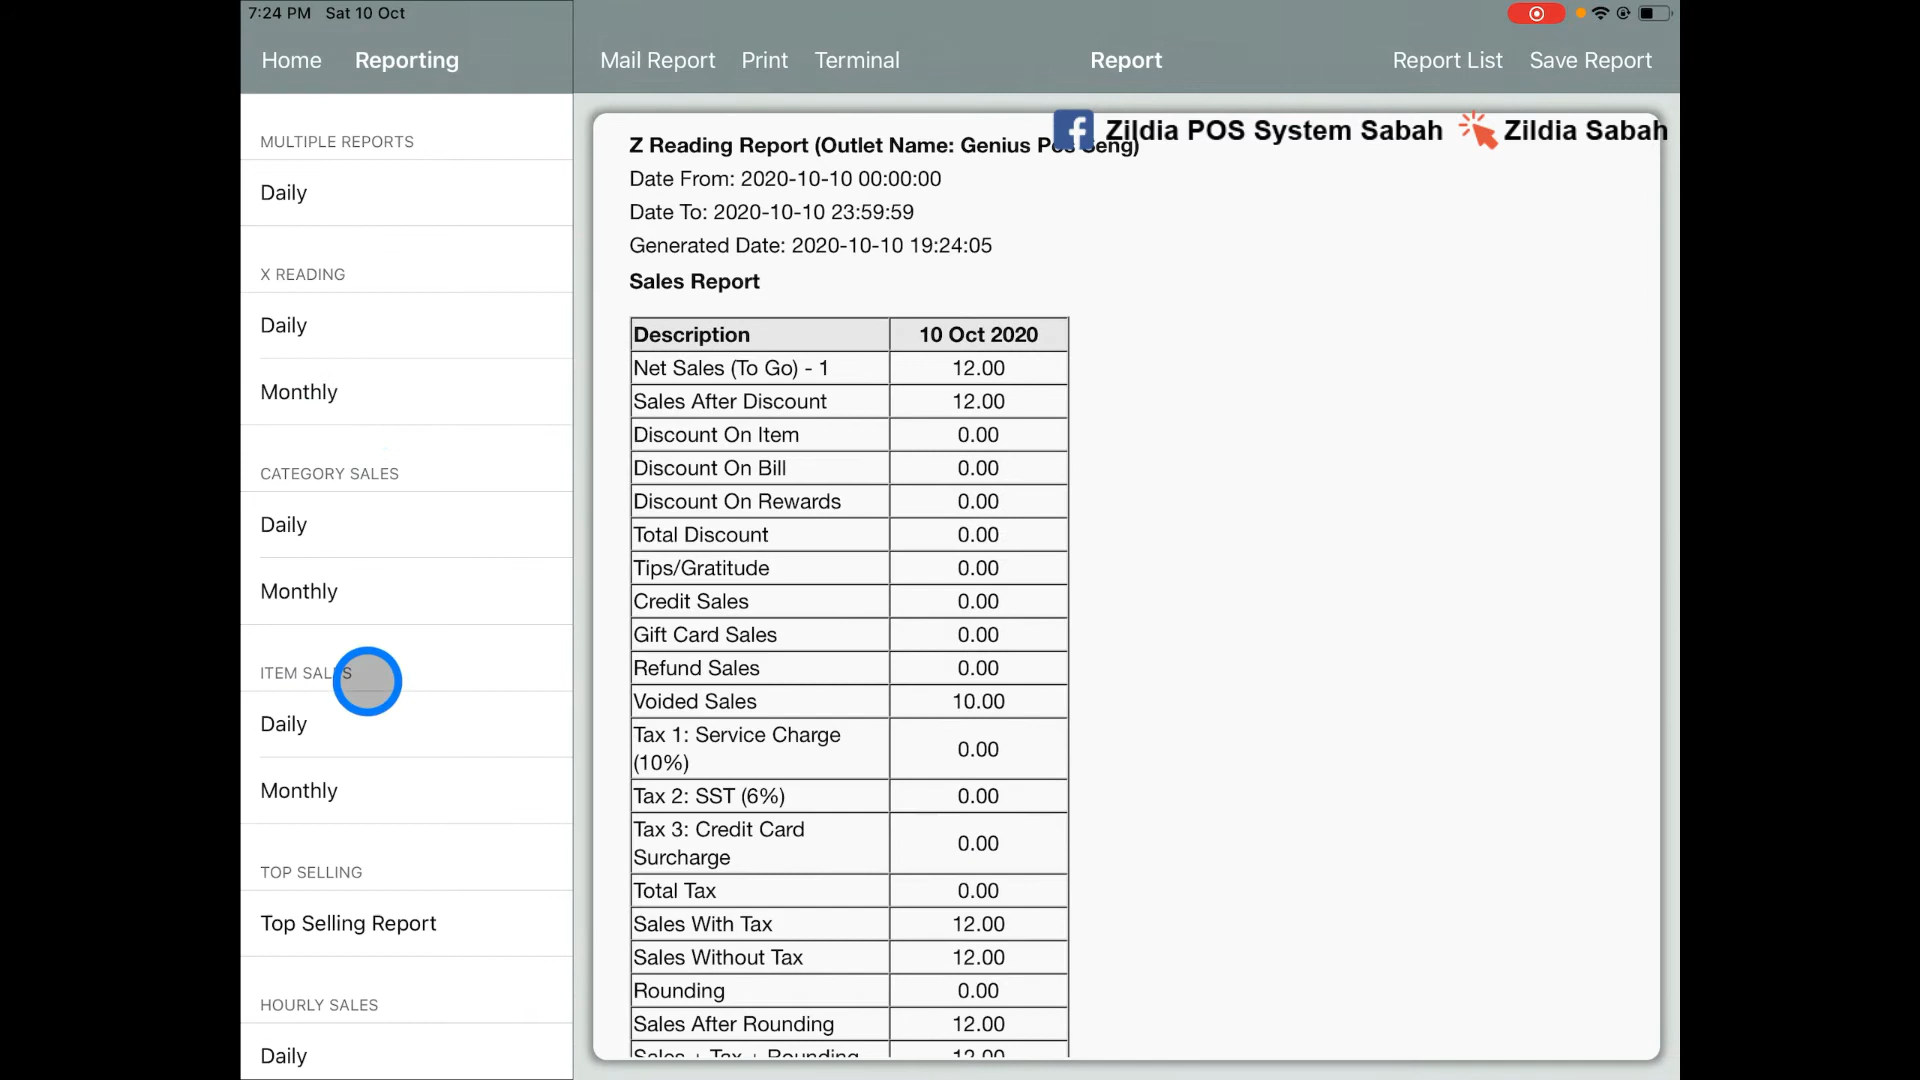 7:24 PM Sat 10 Oct
Home Reporting Mail Report Print Terminal Report Report List Save Report
MULTIPLE REPORTS
Daily
X READING
Daily
Monthly
CATEGORY SALES
Daily
Monthly
ITEM SALES
Daily
Monthly
TOP SELLING
Top Selling Report
HOURLY SALES
Daily
Zildia POS System Sabah Zildia Sabah
Z Reading Report (Outlet Name: Genius Pos Seng)
Date From: 2020-10-10 00:00:00
Date To: 2020-10-10 23:59:59
Generated Date: 2020-10-10 19:24:05
Sales Report
Description 10 Oct 2020
Net Sales (To Go) - 1 12.00
Sales After Discount 12.00
Discount On Item 0.00
Discount On Bill 0.00
Discount On Rewards 0.00
Total Discount 0.00
Tips/Gratitude 0.00
Credit Sales 0.00
Gift Card Sales 0.00
Refund Sales 0.00
Voided Sales 10.00
Tax 1: Service Charge
(10%) 0.00
Tax 2: SST (6%) 0.00
Tax 3: Credit Card
Surcharge 0.00
Total Tax 0.00
Sales With Tax 12.00
Sales Without Tax 12.00
Rounding 0.00
Sales After Rounding 12.00
Sales + Tax + Rounding 12.00